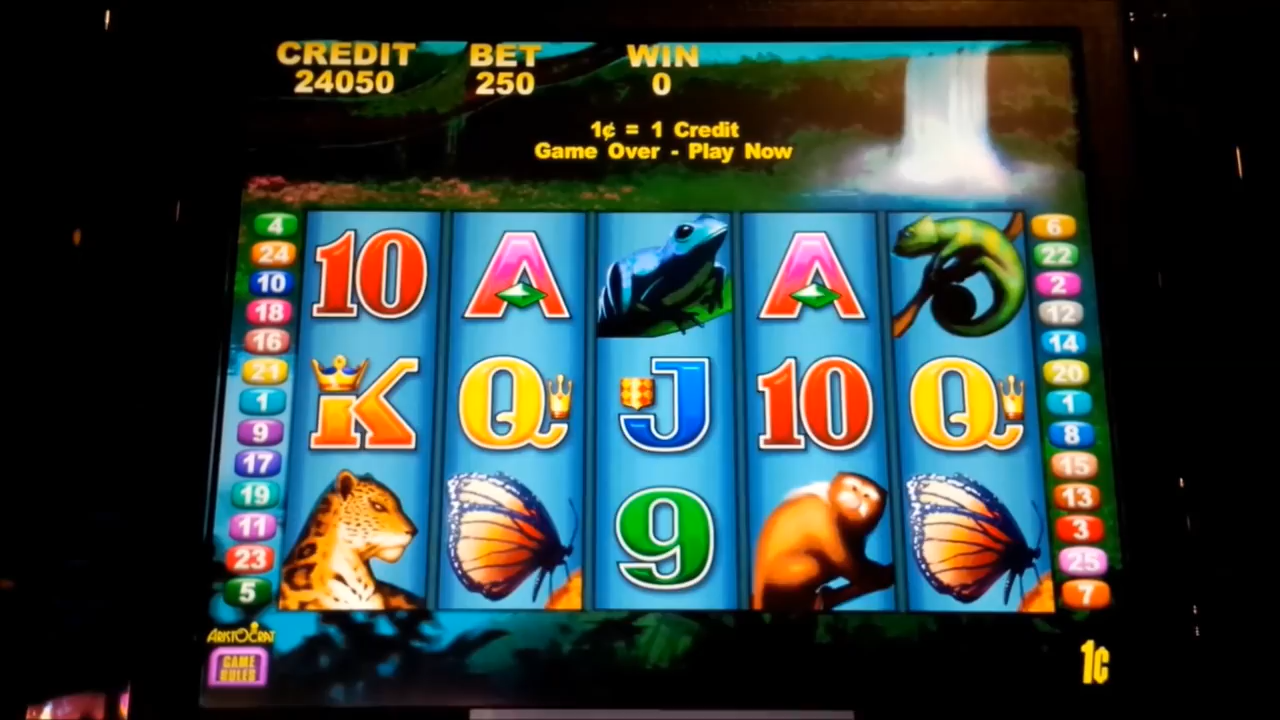 CREDIT BET WIN
24050 250 0
1¢ = 1 Credit
Game Over - Play Now
4 10 A A 6
24 22
10 2
18 12
16 14
21 K Q J 10 Q 20
1 1
9 8
17 15
19 13
11 9 3
23 25
5 7
ARISTOCRAT
GAME
RULES
1¢